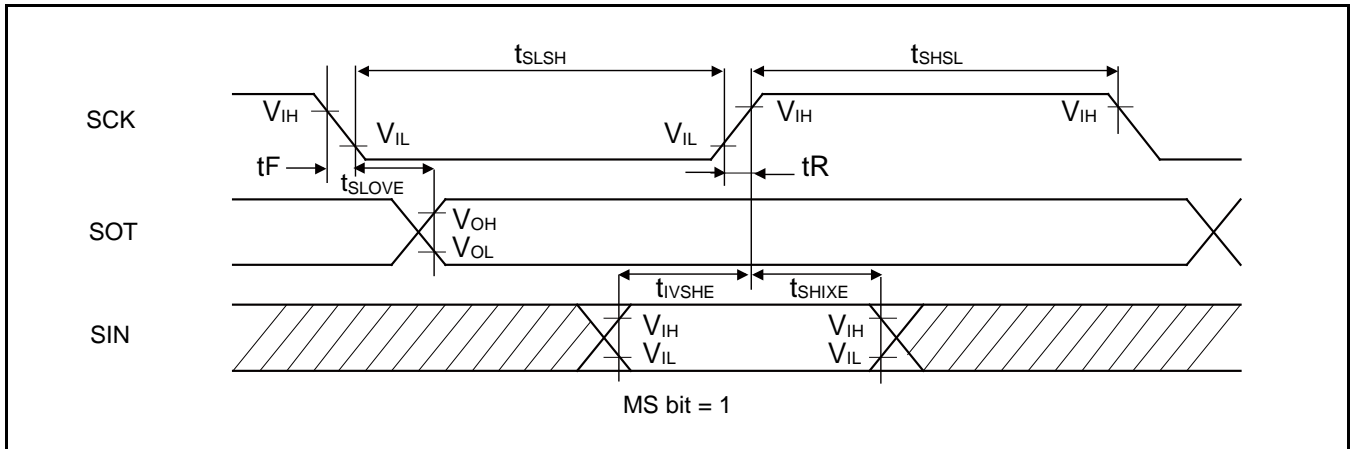 tSLSH tSHSL
SCK VIH VIL VIL VIH VIH
tF tSLOVE tR
SOT VOH
VOL
tIVSHE tSHIXE
SIN VIH VIH
VIL VIL
MS bit = 1